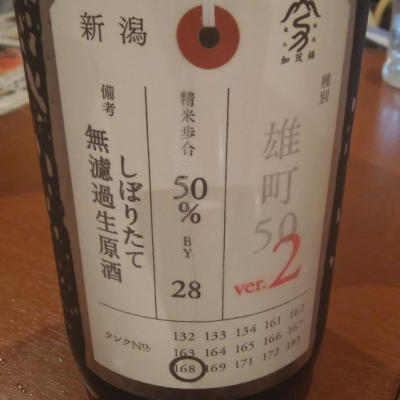 新潟
加茂錦
種別
雄町50
ver.2
精米歩合
50%
BY
28
備考
しぼりたて
無濾過生原酒
タンクNo.
132 133 134 161 162
163 164 165 166 167
168 169 171 172 183